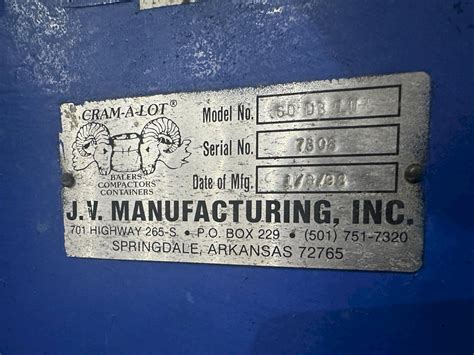 CRAM-A-LOT®
BALERS
COMPACTORS
CONTAINERS
Model No.
Serial No. 7808
Date of Mfg.
J.V. MANUFACTURING, INC.
701 HIGHWAY 265-S. • P.O. BOX 229 • (501) 751-7320
SPRINGDALE, ARKANSAS 72765